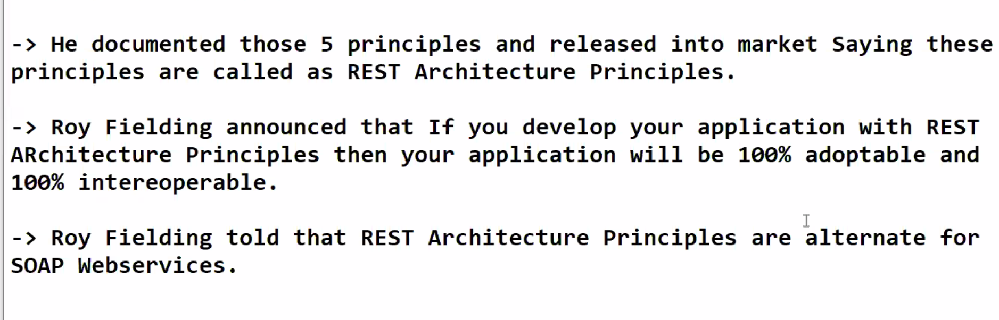 -> He documented those 5 principles and released into market Saying these
principles are called as REST Architecture Principles.
-> Roy Fielding announced that If you develop your application with REST
ARchitecture Principles then your application will be 100% adoptable and
100% intereoperable.
-> Roy Fielding told that REST Architecture Principles are alternate for
SOAP Webservices.